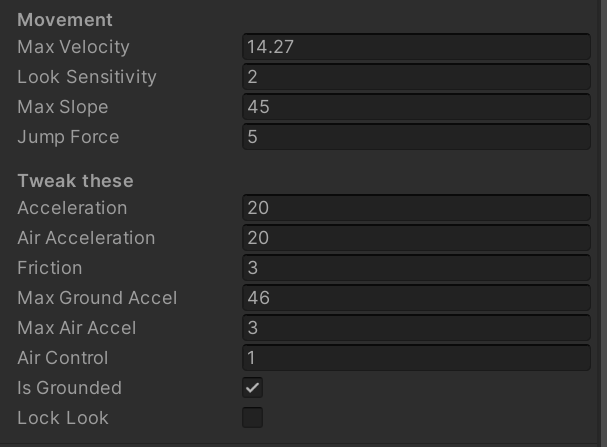 Movement
Max Velocity 14.27
Look Sensitivity 2
Max Slope 45
Jump Force 5
Tweak these
Acceleration 20
Air Acceleration 20
Friction 3
Max Ground Accel 46
Max Air Accel 3
Air Control 1
Is Grounded
Lock Look